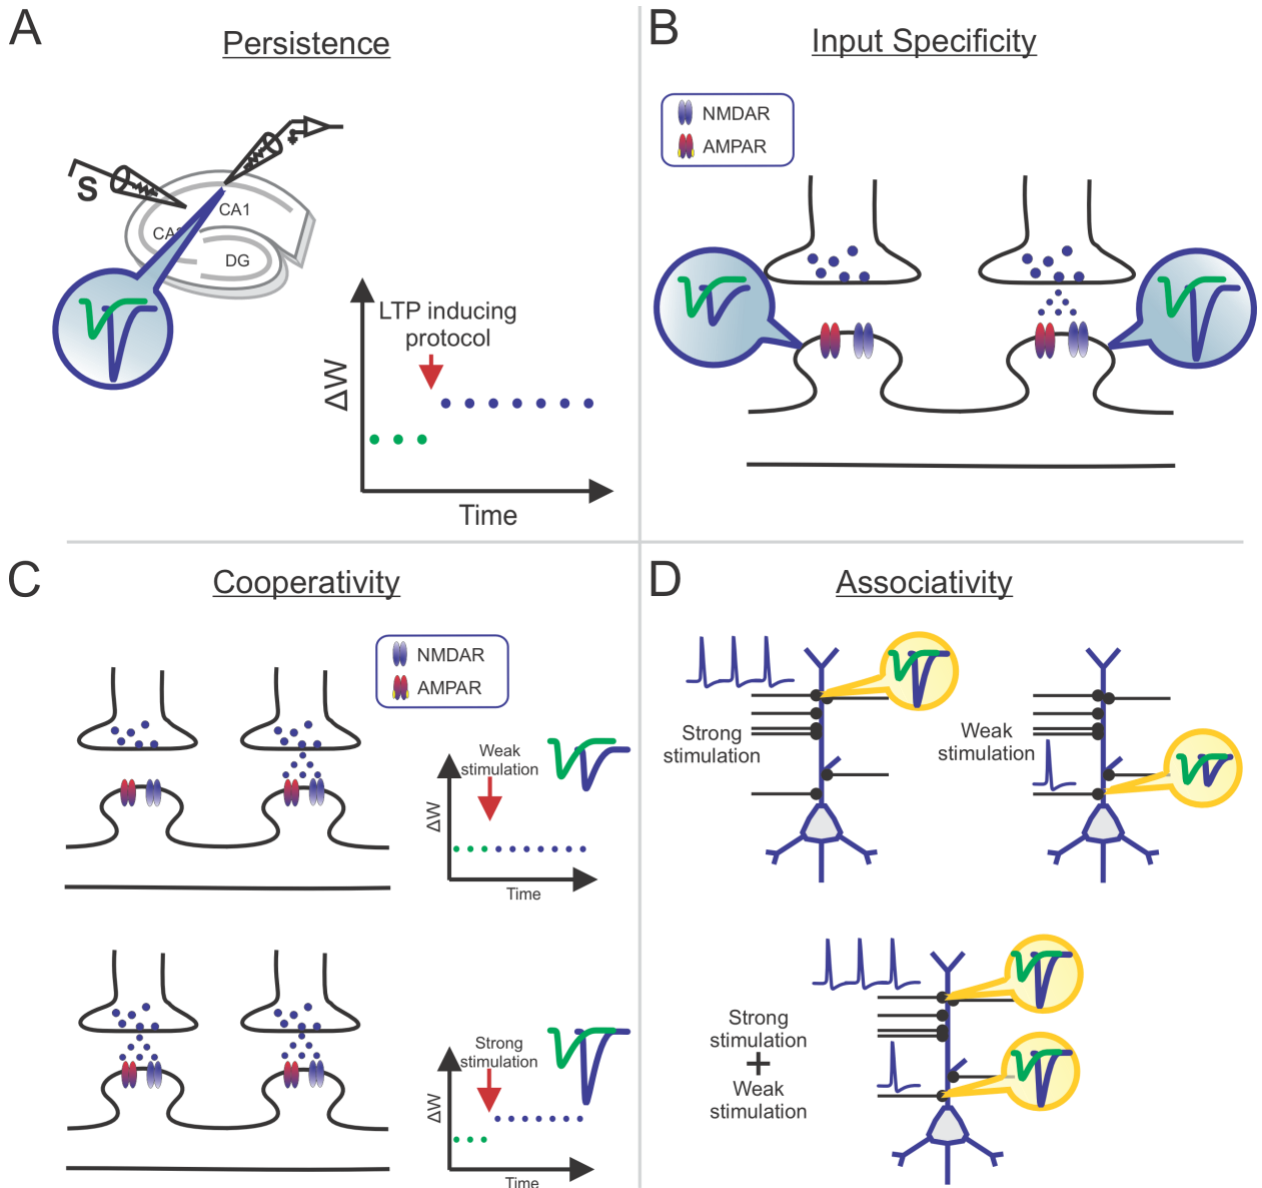 A
Persistence
S
CA1
DG
LTP inducing
protocol
ΔW
Time
B
Input Specificity
NMDAR
AMPAR
C
Cooperativity
NMDAR
AMPAR
Weak
stimulation
ΔW
Time
Strong
stimulation
ΔW
Time
D
Associativity
Strong
stimulation
Weak
stimulation
Strong
stimulation
+
Weak
stimulation